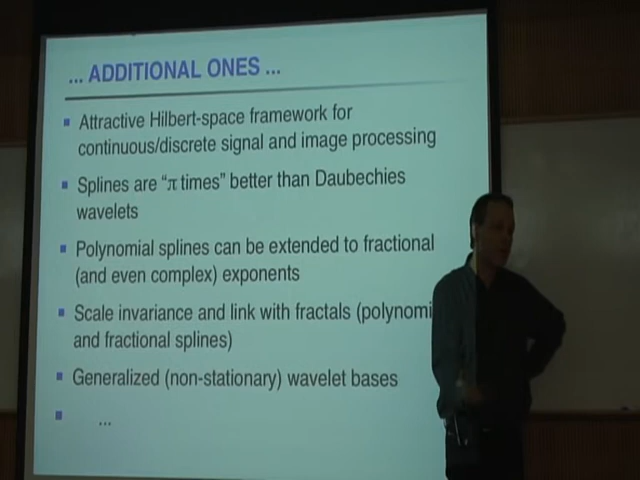 ... ADDITIONAL ONES ...
Attractive Hilbert-space framework for
continuous/discrete signal and image processing
Splines are “π times” better than Daubechies
wavelets
Polynomial splines can be extended to fractional
(and even complex) exponents
Scale invariance and link with fractals (polynomi
and fractional splines)
Generalized (non-stationary) wavelet bases
...